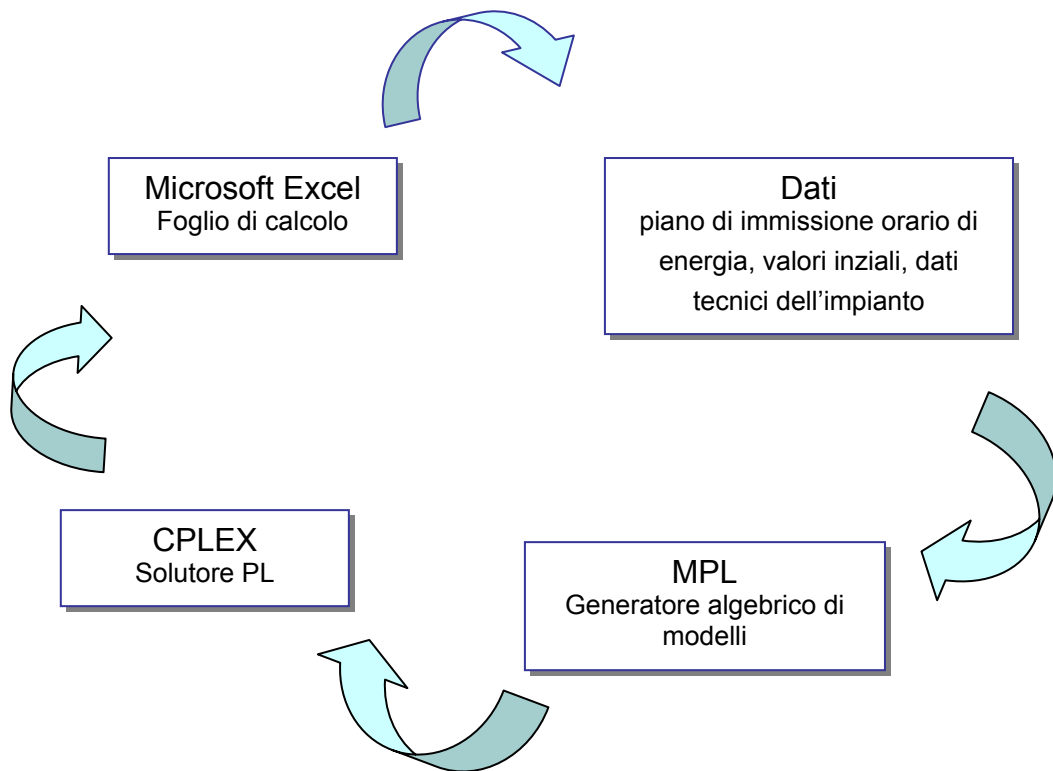 Microsoft Excel
Foglio di calcolo
Dati
piano di immissione orario di
energia, valori inziali, dati
tecnici dell'impianto
CPLEX
Solutore PL
MPL
Generatore algebrico di
modelli